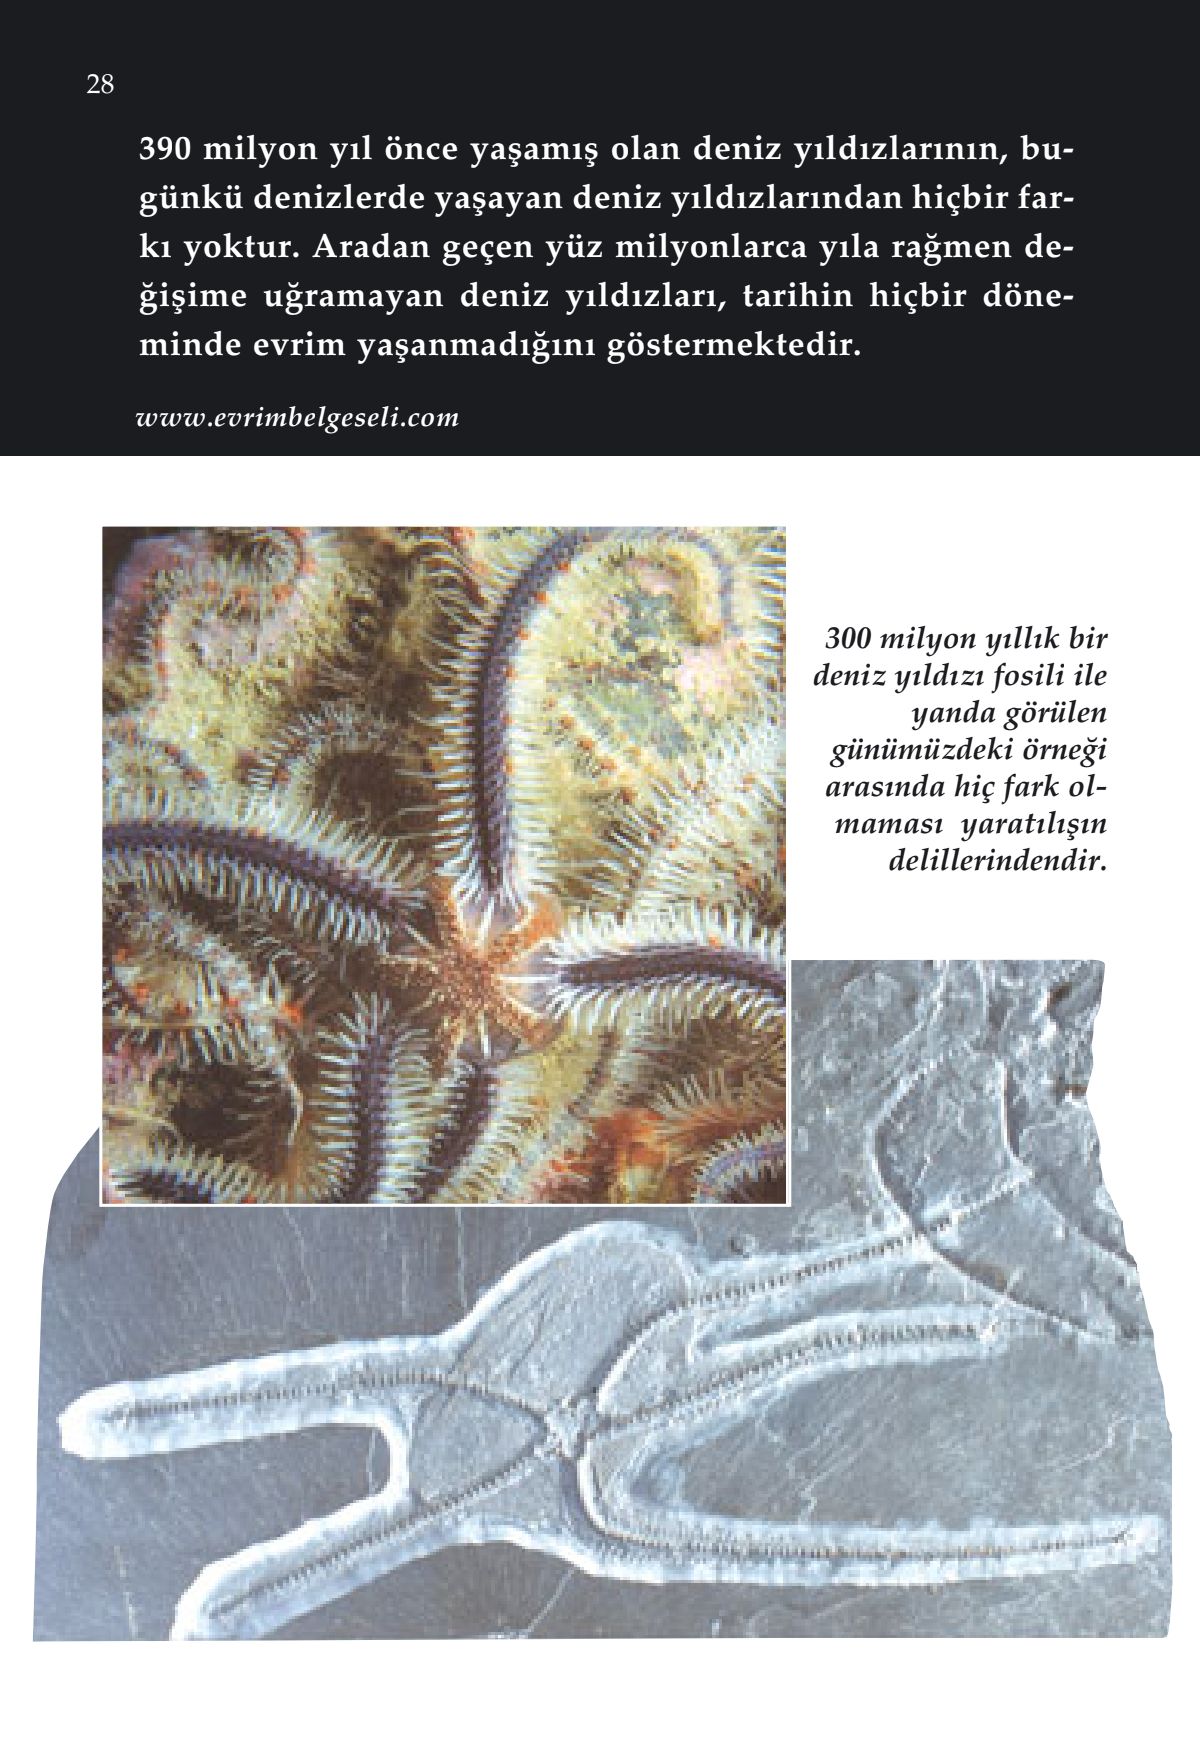 28
390 milyon yıl önce yaşamış olan deniz yıldızlarının, bu-
günkü denizlerde yaşayan deniz yıldızlarından hiçbir far-
kı yoktur. Aradan geçen yüz milyonlarca yıla rağmen de-
ğişime uğramayan deniz yıldızları, tarihin hiçbir döne-
minde evrim yaşanmadığını göstermektedir.
www.evrimbelgeseli.com
300 milyon yıllık bir
deniz yıldızı fosili ile
yanda görülen
günümüzdeki örneği
arasında hiç fark ol-
maması yaratılışın
delillerindendir.